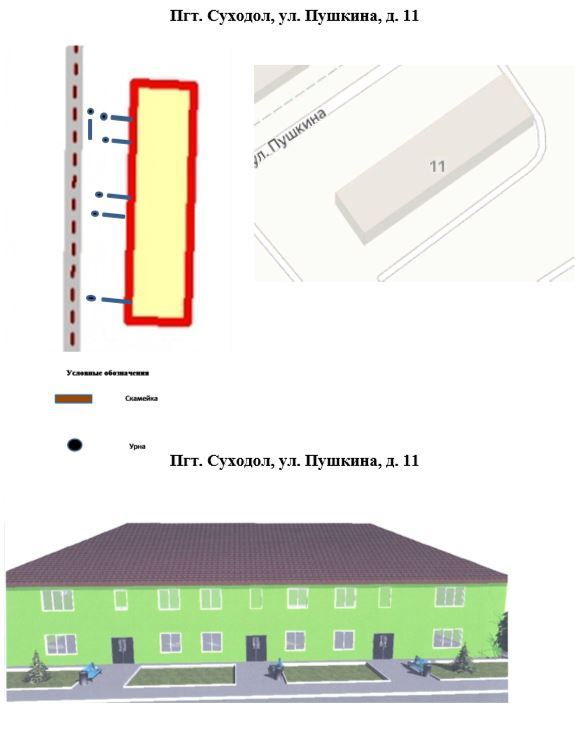 Пгт. Суходол, ул. Пушкина, д. 11
ул. Пушкина
11
Условные обозначения
Скамейка
Урна
Пгт. Суходол, ул. Пушкина, д. 11